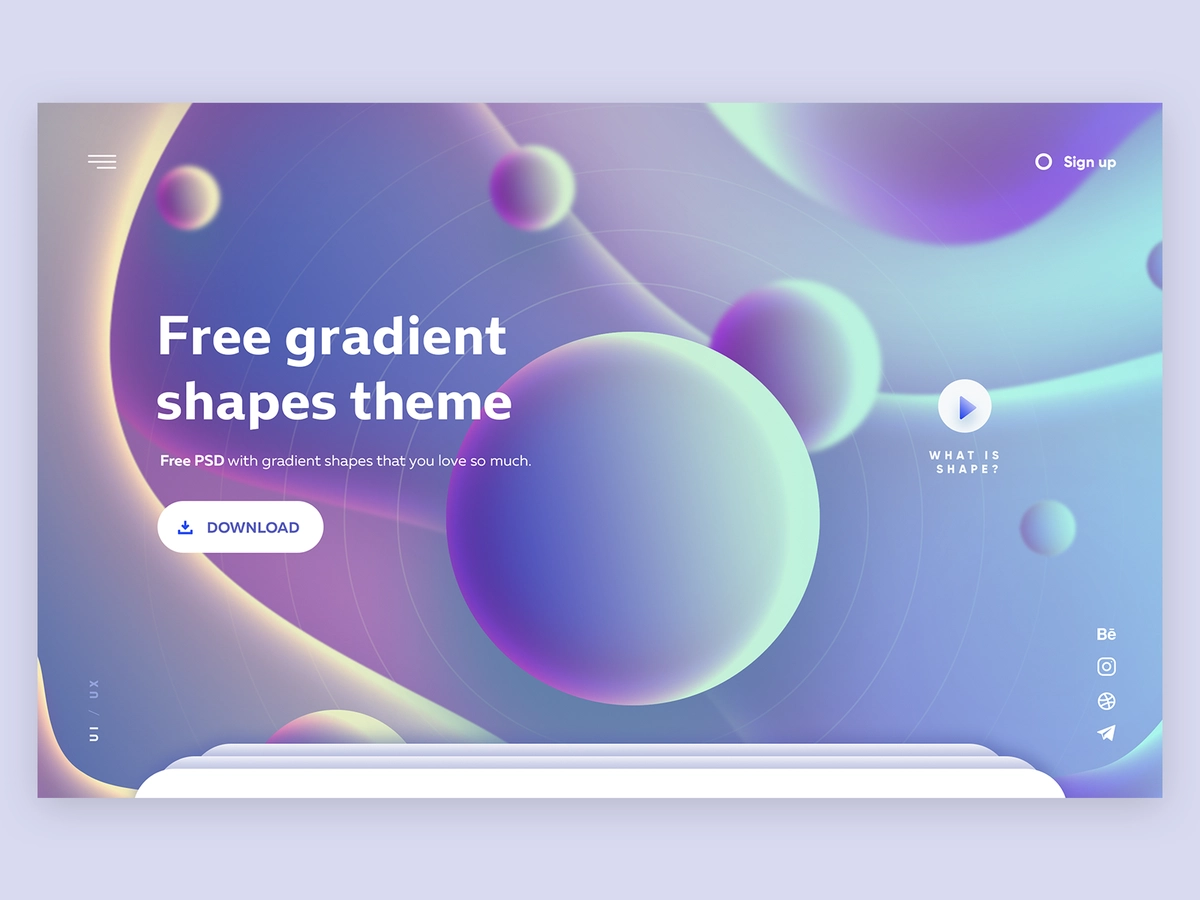 Sign up
Free gradient
shapes theme
Free PSD with gradient shapes that you love so much.
DOWNLOAD
WHAT IS
SHAPE?
Bē
UI / UX